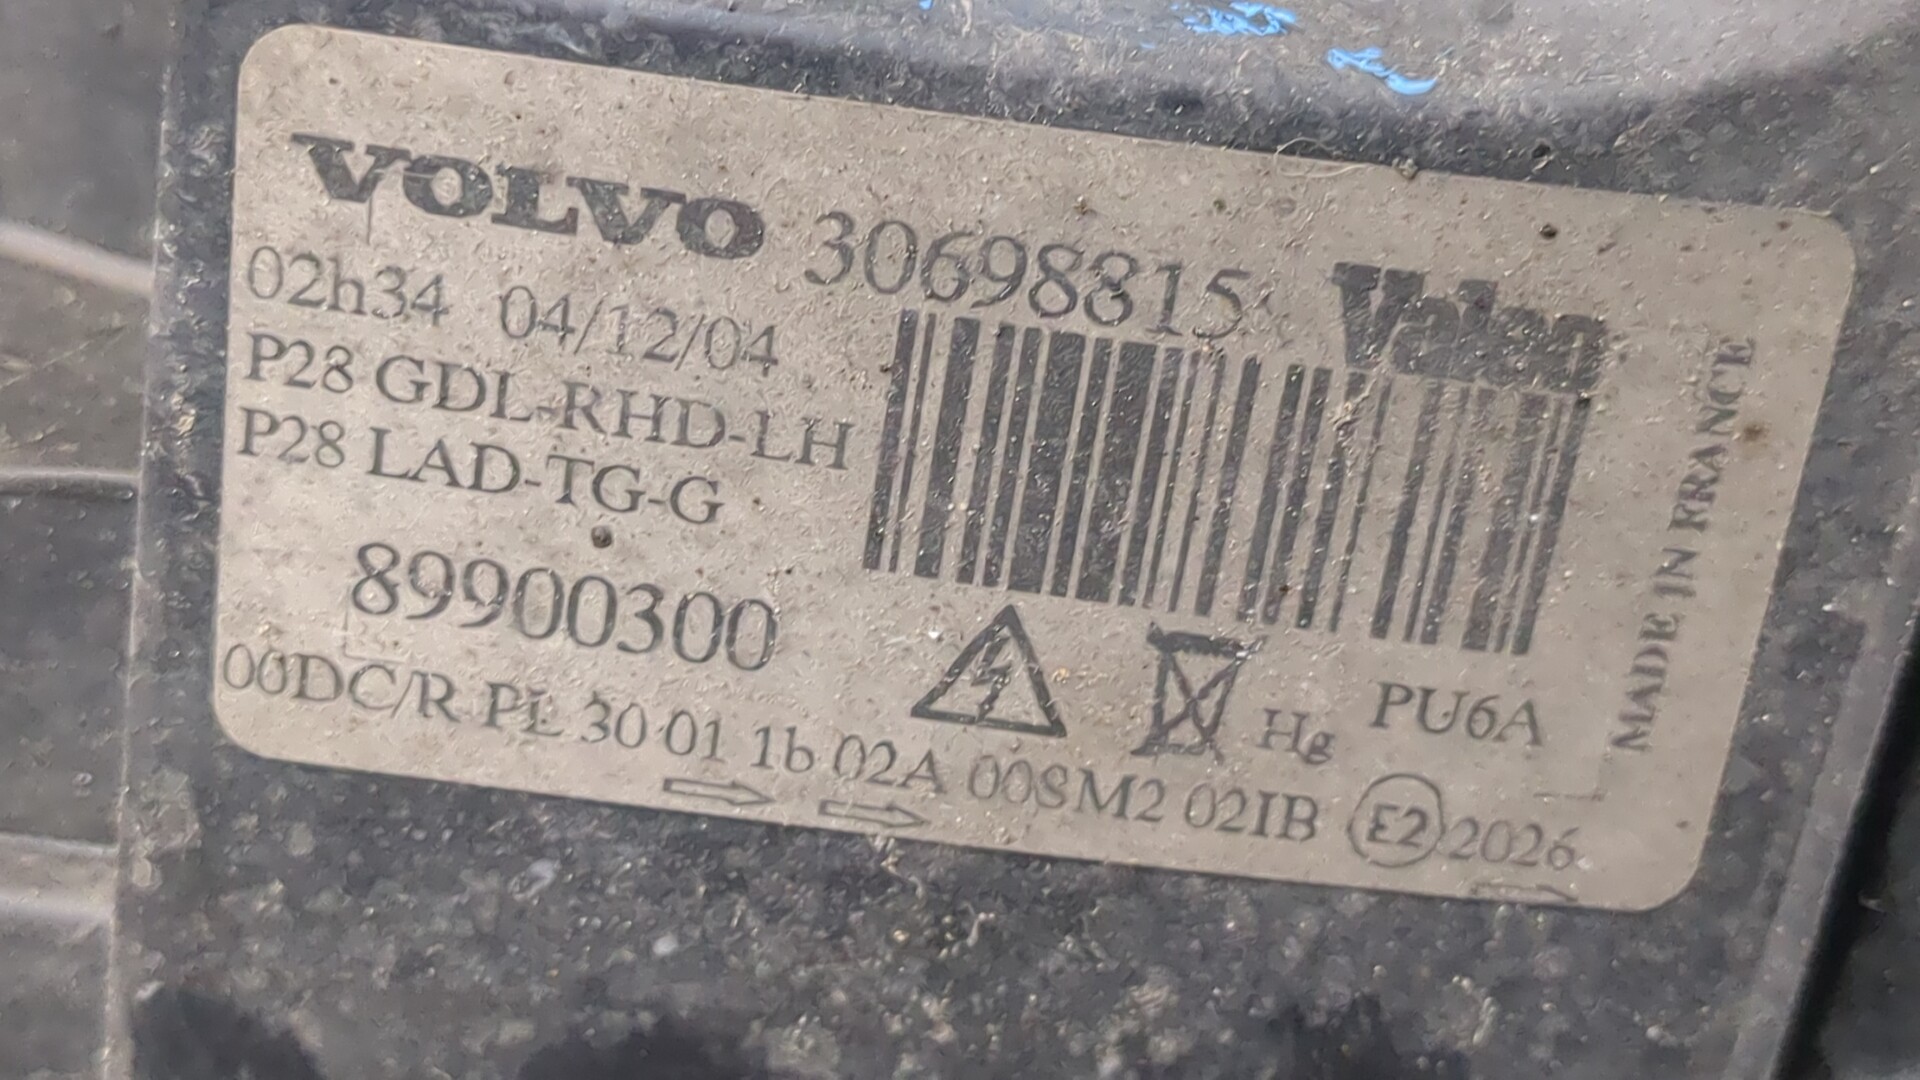 VOLVO 30698815 Valeo
02h34 04/12/04
P28 GDL-RHD-LH
P28 LAD-TG-G
89900300
Hg PU6A
00DC/R PL 30 01 1b 02A 00SM2 02IB E2 2026
MADE IN FRANCE